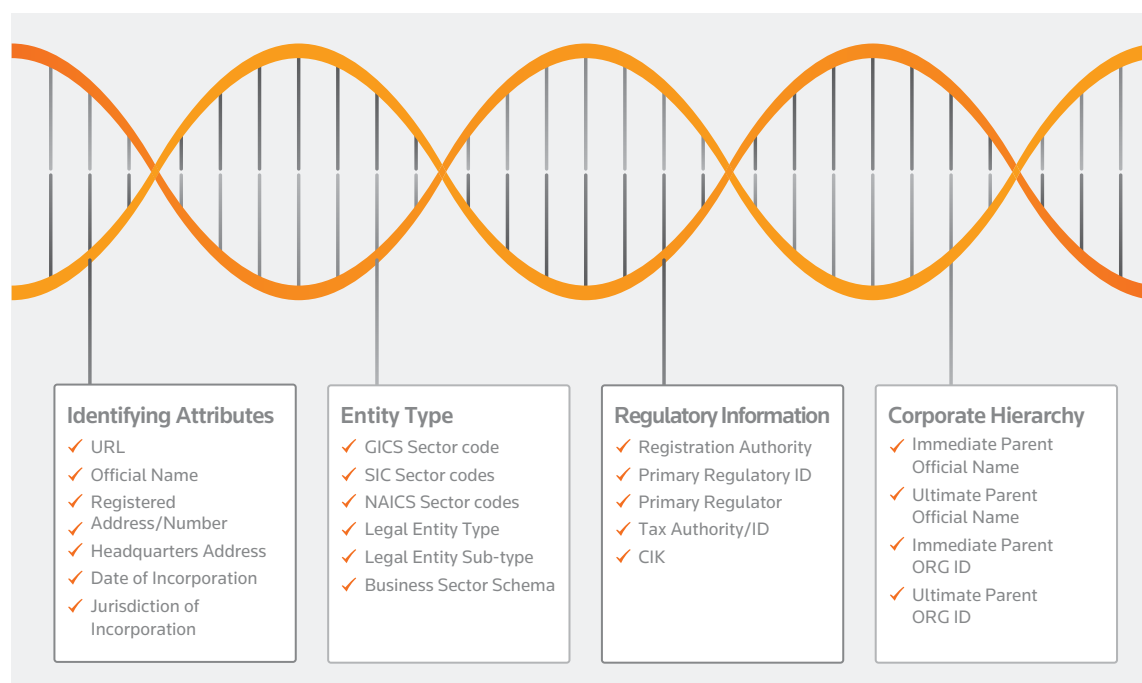 Identifying Attributes
URL
Official Name
Registered
Address/Number
Headquarters Address
Date of Incorporation
Jurisdiction of
Incorporation
Entity Type
GICS Sector code
SIC Sector codes
NAICS Sector codes
Legal Entity Type
Legal Entity Sub-type
Business Sector Schema
Regulatory Information
Registration Authority
Primary Regulatory ID
Primary Regulator
Tax Authority/ID
CIK
Corporate Hierarchy
Immediate Parent
Official Name
Ultimate Parent
Official Name
Immediate Parent
ORG ID
Ultimate Parent
ORG ID